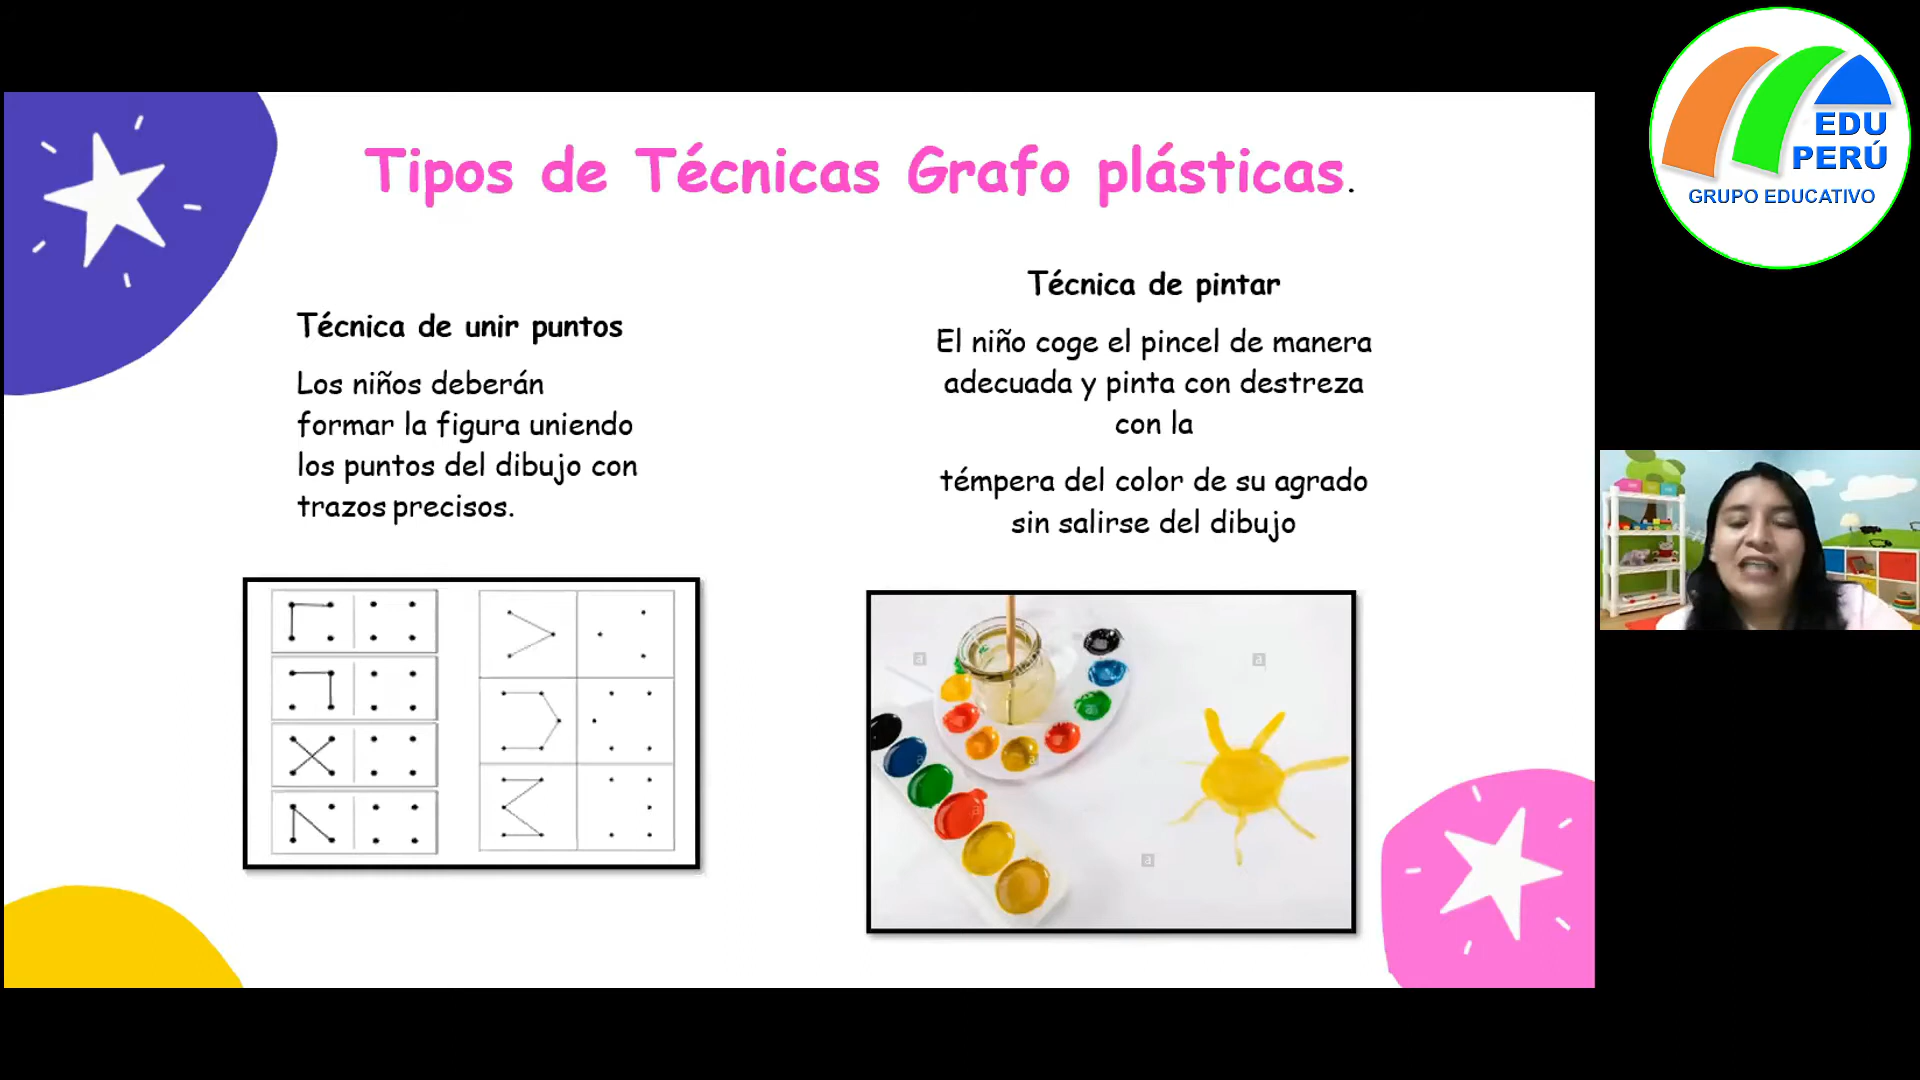 Tipos de Técnicas Grafo plásticas.
Técnica de unir puntos
Los niños deberán
formar la figura uniendo
los puntos del dibujo con
trazos precisos.
Técnica de pintar
El niño coge el pincel de manera
adecuada y pinta con destreza
con la
témpera del color de su agrado
sin salirse del dibujo
a
a
a
a
a
a
a
EDU
PERÚ
GRUPO EDUCATIVO